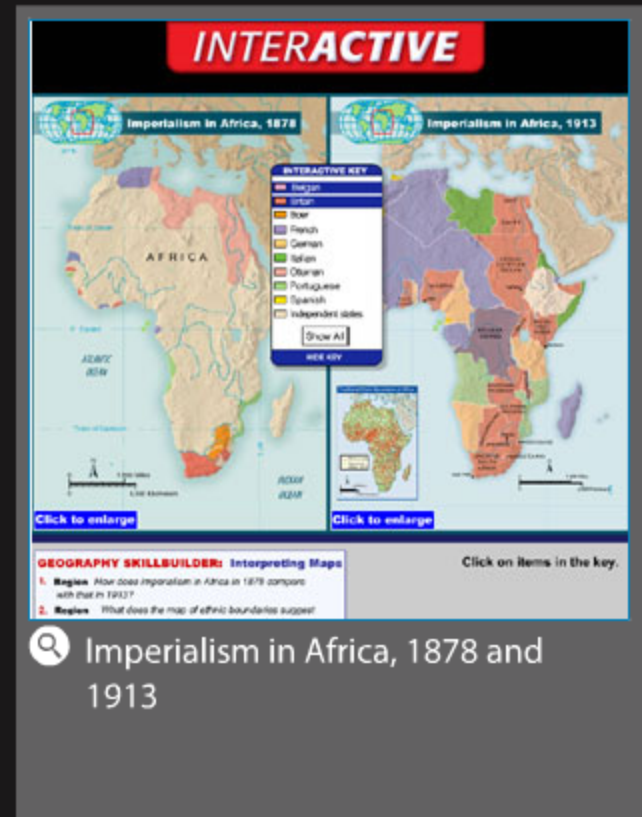 INTERACTIVE
Imperialism in Africa, 1878
Imperialism in Africa, 1913
INTERACTIVE KEY
Belgian
Britain
Boer
French
German
Italian
Ottoman
Portuguese
Spanish
Independent states
Show All
HIDE KEY
AFRICA
ATLANTIC
OCEAN
INDIAN
OCEAN
Click to enlarge
Click to enlarge
GEOGRAPHY SKILLBUILDER: Interpreting Maps
1. Region How does imperialism in Africa in 1878 compare
with that in 1913?
2. Region What does the map of ethnic boundaries suggest
Click on items in the key.
Imperialism in Africa, 1878 and
1913